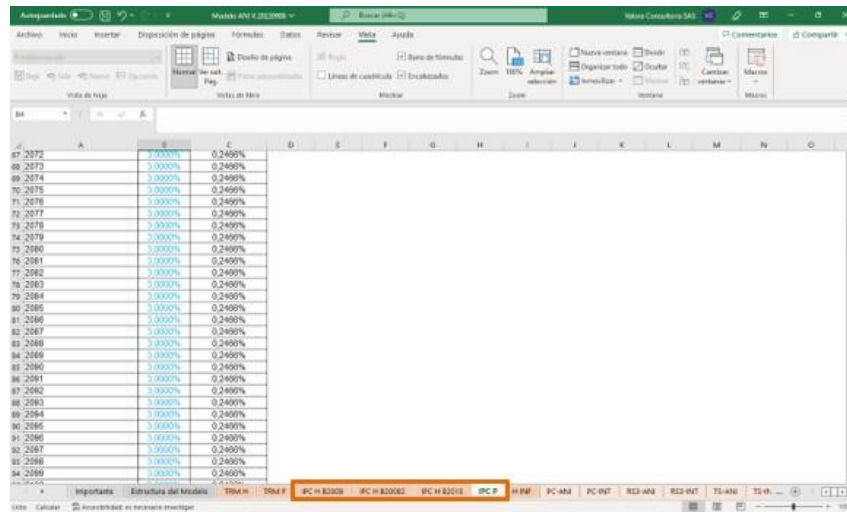 Autoguardado
Modelo ANI V.20220908
Buscar (Alt+Q)
Valora Consultoria SAS
Archivo Inicio Insertar Disposición de página Fórmulas Datos Revisar Vista Ayuda
Comentarios Compartir
Normal Ver salt. Pág. Diseño de página
Regla Barra de fórmulas
Líneas de cuadrícula Encabezados
Zoom 100% Ampliar selección
Nueva ventana Dividir
Organizar todo Ocultar
Inmovilizar Mostrar
Cambiar ventanas Macros
Vista de hoja Vistas de libro Mostrar Zoom Ventana Macros
B4
A B C D E F G H I J K L M N O
67 2072 3,0000% 0,2466%
68 2073 3,0000% 0,2466%
69 2074 3,0000% 0,2466%
70 2075 3,0000% 0,2466%
71 2076 3,0000% 0,2466%
72 2077 3,0000% 0,2466%
73 2078 3,0000% 0,2466%
74 2079 3,0000% 0,2466%
75 2080 3,0000% 0,2466%
76 2081 3,0000% 0,2466%
77 2082 3,0000% 0,2466%
78 2083 3,0000% 0,2466%
79 2084 3,0000% 0,2466%
80 2085 3,0000% 0,2466%
81 2086 3,0000% 0,2466%
82 2087 3,0000% 0,2466%
83 2088 3,0000% 0,2466%
84 2089 3,0000% 0,2466%
85 2090 3,0000% 0,2466%
86 2091 3,0000% 0,2466%
87 2092 3,0000% 0,2466%
88 2093 3,0000% 0,2466%
89 2094 3,0000% 0,2466%
90 2095 3,0000% 0,2466%
91 2096 3,0000% 0,2466%
92 2097 3,0000% 0,2466%
93 2098 3,0000% 0,2466%
94 2099 3,0000% 0,2466%
Importante Estructura del Modelo TRM H TRM P IPC H B2008 IPC H B20082 IPC H B2018 IPC P H INF PC-ANI PC-INT RS3-ANI RS3-INT TS-ANI
Listo Calcular Accesibilidad: es necesario investigar